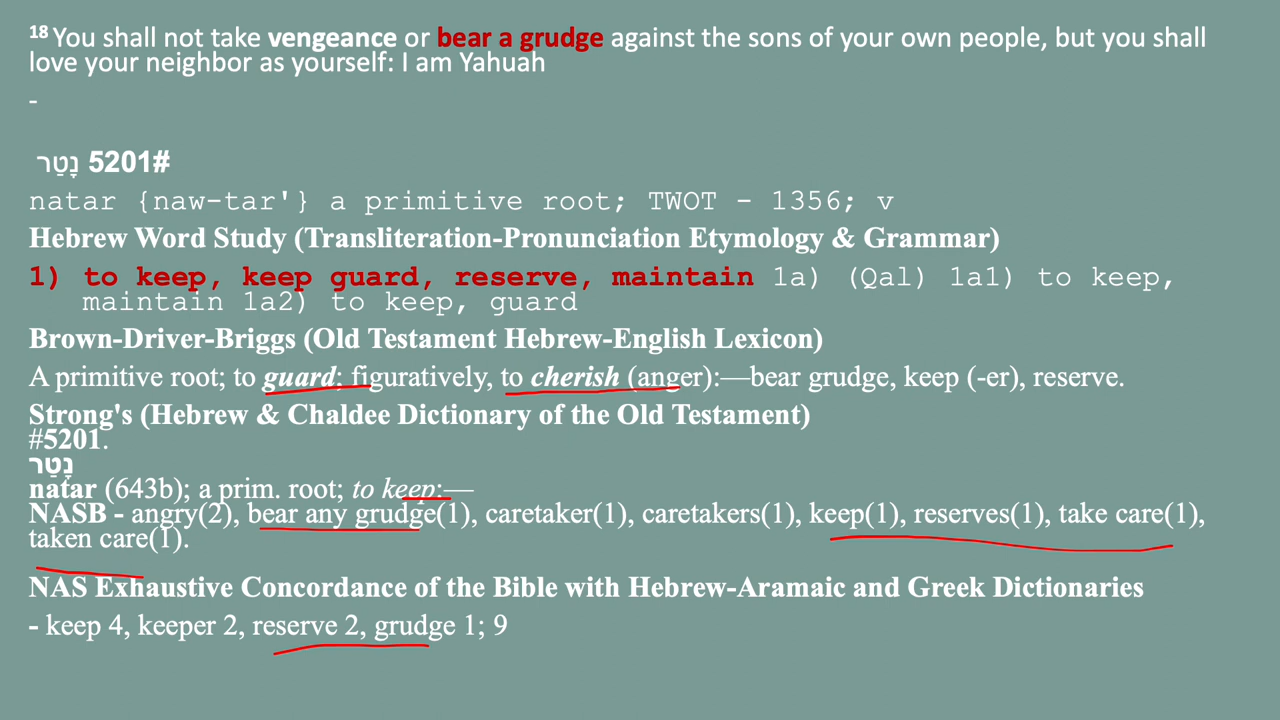 18 You shall not take vengeance or bear a grudge against the sons of your own people, but you shall
love your neighbor as yourself: I am Yahuah
-
נָטַר 5201#
natar {naw-tar'} a primitive root; TWOT - 1356; v
Hebrew Word Study (Transliteration-Pronunciation Etymology & Grammar)
1) to keep, keep guard, reserve, maintain 1a) (Qal) 1a1) to keep,
maintain 1a2) to keep, guard
Brown-Driver-Briggs (Old Testament Hebrew-English Lexicon)
A primitive root; to guard; figuratively, to cherish (anger):—bear grudge, keep (-er), reserve.
Strong's (Hebrew & Chaldee Dictionary of the Old Testament)
#5201.
נָטַר
natar (643b); a prim. root; to keep:—
NASB - angry(2), bear any grudge(1), caretaker(1), caretakers(1), keep(1), reserves(1), take care(1),
taken care(1).
NAS Exhaustive Concordance of the Bible with Hebrew-Aramaic and Greek Dictionaries
- keep 4, keeper 2, reserve 2, grudge 1; 9